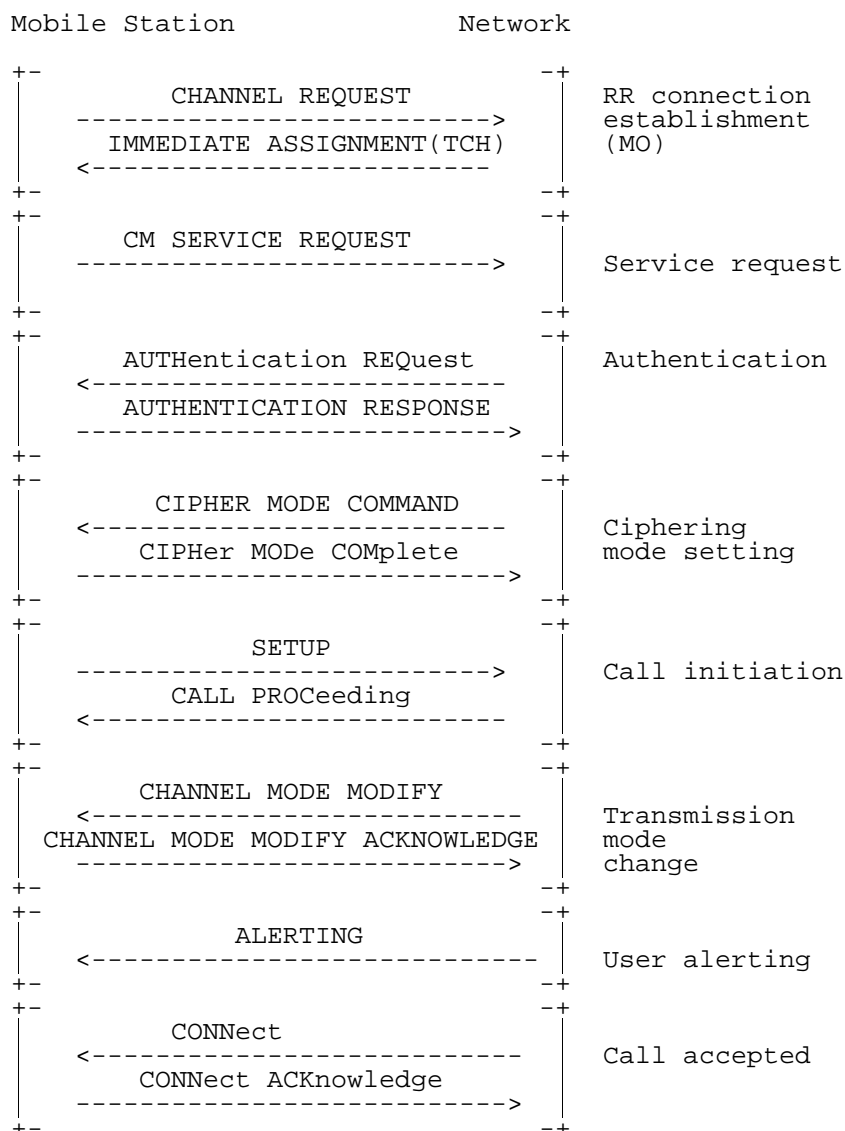 Mobile Station Network
+- -+
CHANNEL REQUEST RR connection
--------------------------> establishment
IMMEDIATE ASSIGNMENT(TCH) (MO)
<-------------------------
+- -+
+- -+
CM SERVICE REQUEST
--------------------------> Service request
+- -+
+- -+
AUTHentication REQuest Authentication
<--------------------------
AUTHENTICATION RESPONSE
--------------------------->
+- -+
+- -+
CIPHER MODE COMMAND
<-------------------------- Ciphering
CIPHer MODe COMplete mode setting
--------------------------->
+- -+
+- -+
SETUP
--------------------------> Call initiation
CALL PROCeeding
<--------------------------
+- -+
+- -+
CHANNEL MODE MODIFY
<--------------------------- Transmission
CHANNEL MODE MODIFY ACKNOWLEDGE mode
---------------------------> change
+- -+
+- -+
ALERTING
<---------------------------- User alerting
+- -+
+- -+
CONNect
<--------------------------- Call accepted
CONNect ACKnowledge
--------------------------->
+- -+